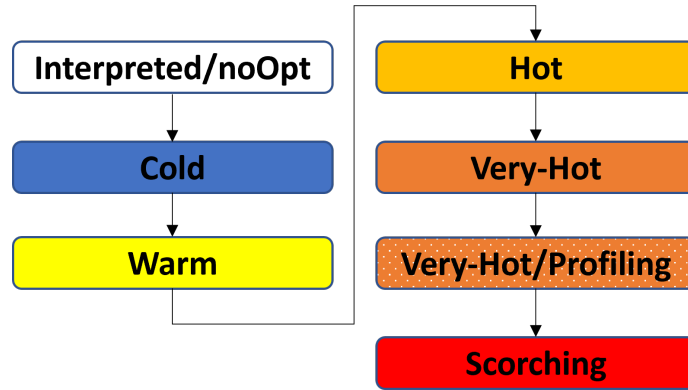 Interpreted/noOpt
Cold
Warm
Hot
Very-Hot
Very-Hot/Profiling
Scorching